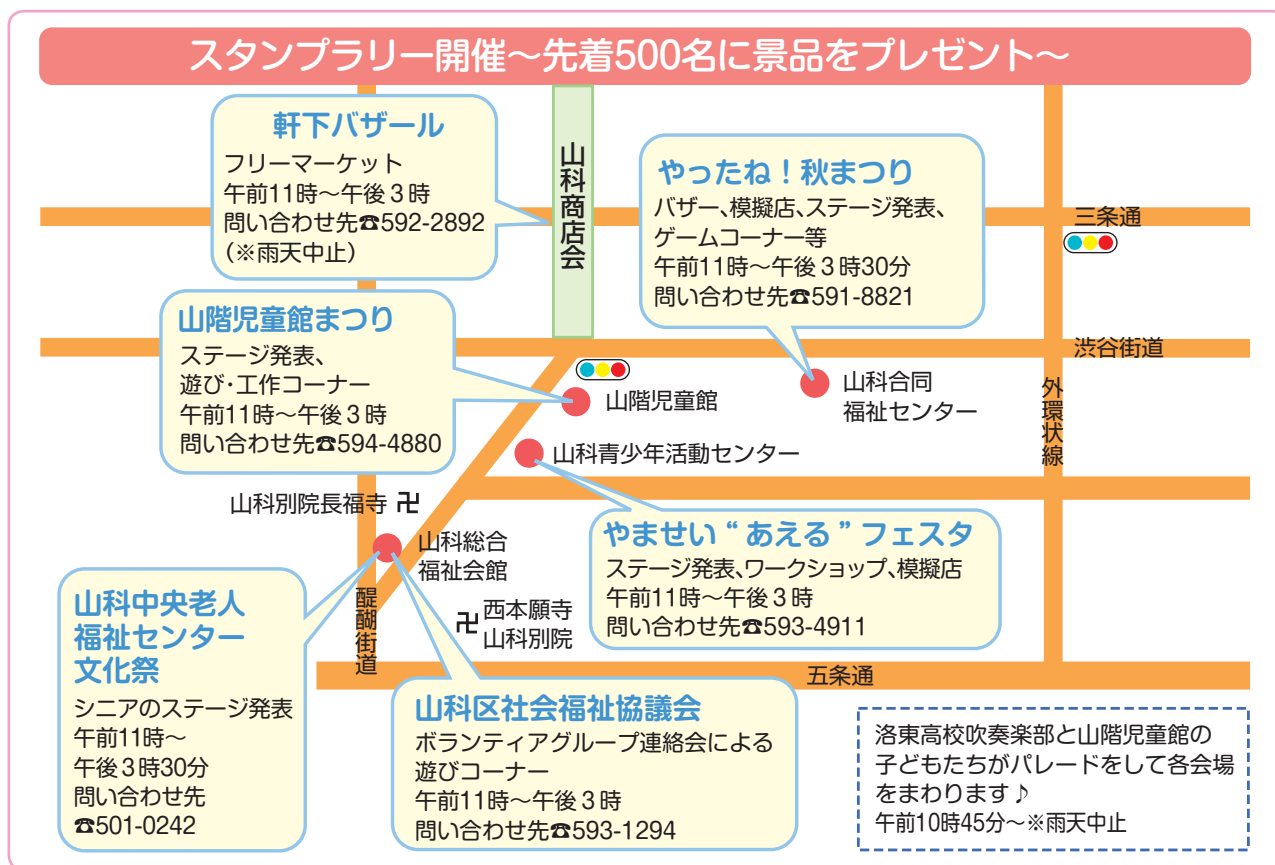 スタンプラリー開催～先着500名に景品をプレゼント～
軒下バザール
フリーマーケット
午前11時～午後３時
問い合わせ先☎592-2892
（※雨天中止）
山科商店会
やったね！秋まつり
バザー、模擬店、ステージ発表、
ゲームコーナー等
午前11時～午後３時30分
問い合わせ先☎591-8821
三条通
山階児童館まつり
ステージ発表、
遊び・工作コーナー
午前11時～午後３時
問い合わせ先☎594-4880
渋谷街道
外環状線
山階児童館
山科合同
福祉センター
山科青少年活動センター
山科別院長福寺 卍
山科総合
福祉会館
やませい“あえる”フェスタ
ステージ発表、ワークショップ、模擬店
午前11時～午後３時
問い合わせ先☎593-4911
醍醐街道
卍 西本願寺
山科別院
五条通
山科中央老人
福祉センター
文化祭
シニアのステージ発表
午前11時～
午後３時30分
問い合わせ先
☎501-0242
山科区社会福祉協議会
ボランティアグループ連絡会による
遊びコーナー
午前11時～午後３時
問い合わせ先☎593-1294
洛東高校吹奏楽部と山階児童館の
子どもたちがパレードをして各会場
をまわります♪
午前10時45分～※雨天中止